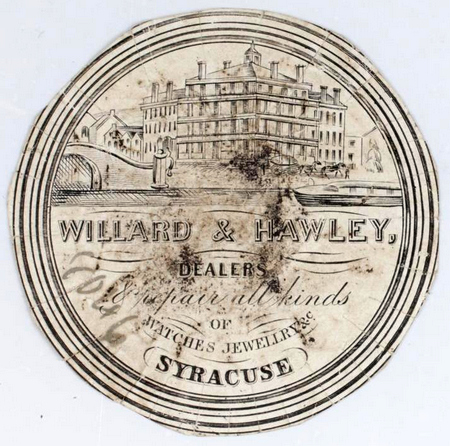 WILLARD & HAWLEY,
DEALERS
& repair all kinds
OF
WATCHES JEWELLRY &c
SYRACUSE